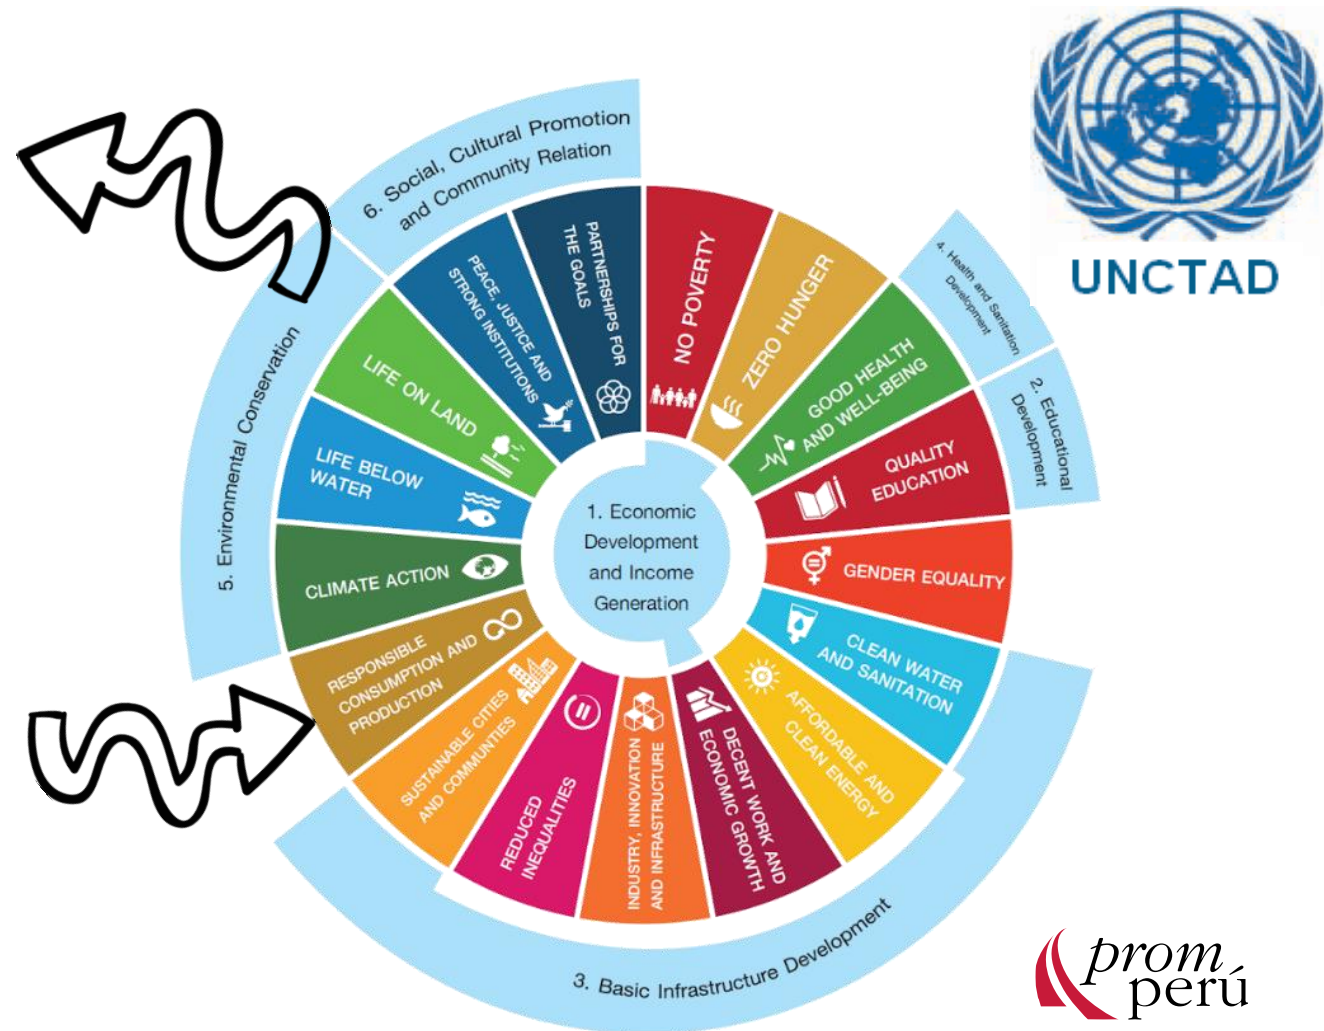 UNCTAD
6. Social, Cultural Promotion
and Community Relation
4. Health and Sanitation
Development
2. Educational
Development
3. Basic Infrastructure Development
5. Environmental Conservation
NO POVERTY
ZERO HUNGER
GOOD HEALTH
AND WELL-BEING
QUALITY
EDUCATION
GENDER EQUALITY
CLEAN WATER
AND SANITATION
AFFORDABLE AND
CLEAN ENERGY
DECENT WORK AND
ECONOMIC GROWTH
INDUSTRY, INNOVATION
AND INFRASTRUCTURE
REDUCED
INEQUALITIES
SUSTAINABLE CITIES
AND COMMUNTIES
RESPONSIBLE
CONSUMPTION AND
PRODUCTION
CLIMATE ACTION
LIFE BELOW
WATER
LIFE ON LAND
PEACE, JUSTICE AND
STRONG INSTITUTIONS
PARTNERSHIPS FOR
THE GOALS
1. Economic
Development
and Income
Generation
prom
perú